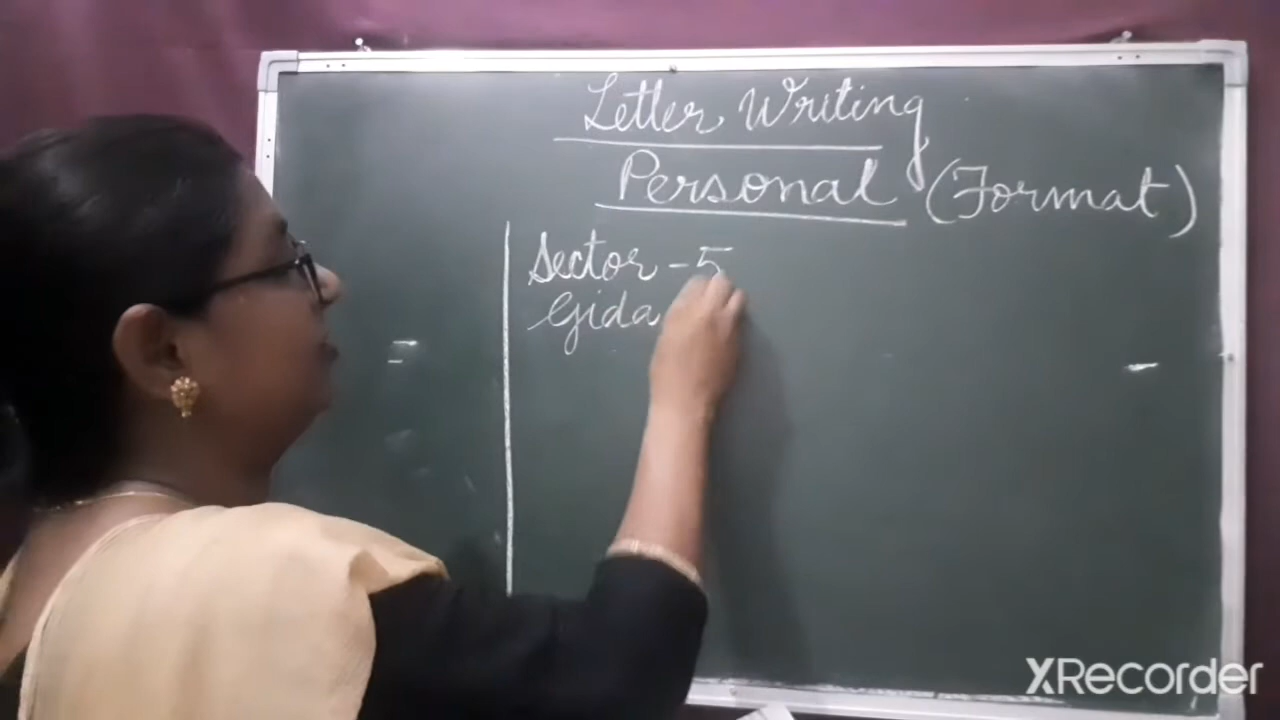 Letter Writing
Personal (Format)
Sector - 5
Gida
XRecorder